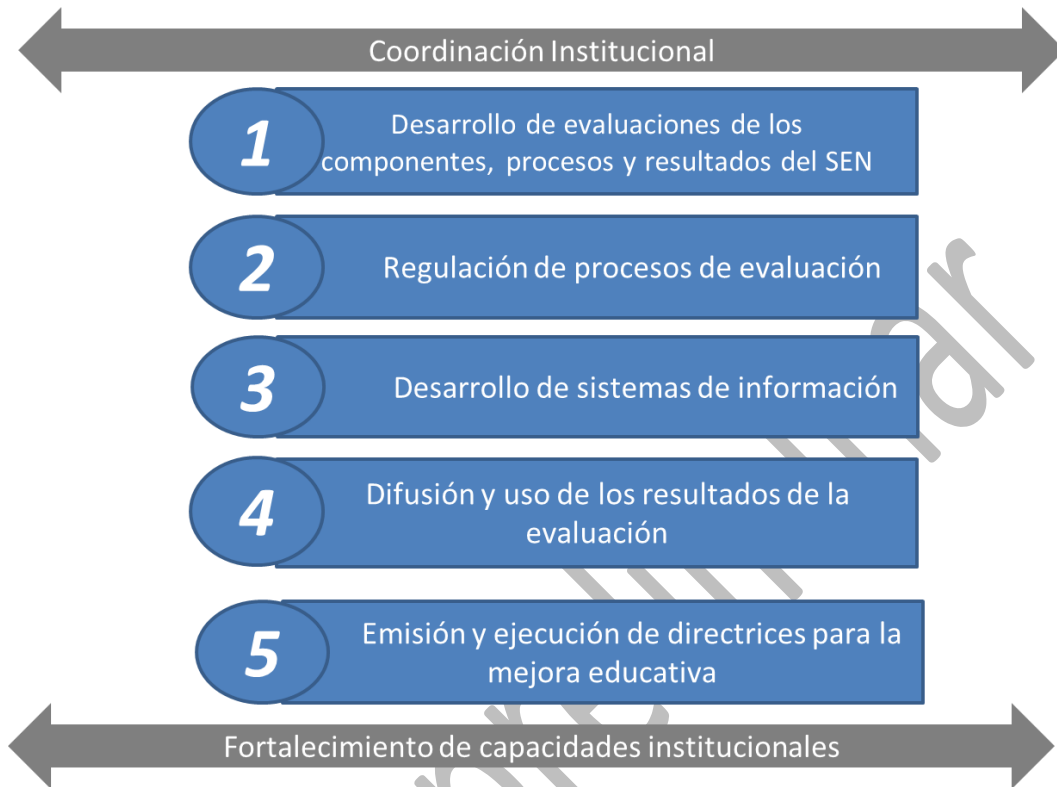 Coordinación Institucional
1
Desarrollo de evaluaciones de los
componentes, procesos y resultados del SEN
2
Regulación de procesos de evaluación
3
Desarrollo de sistemas de información
4
Difusión y uso de los resultados de la
evaluación
5
Emisión y ejecución de directrices para la
mejora educativa
Fortalecimiento de capacidades institucionales